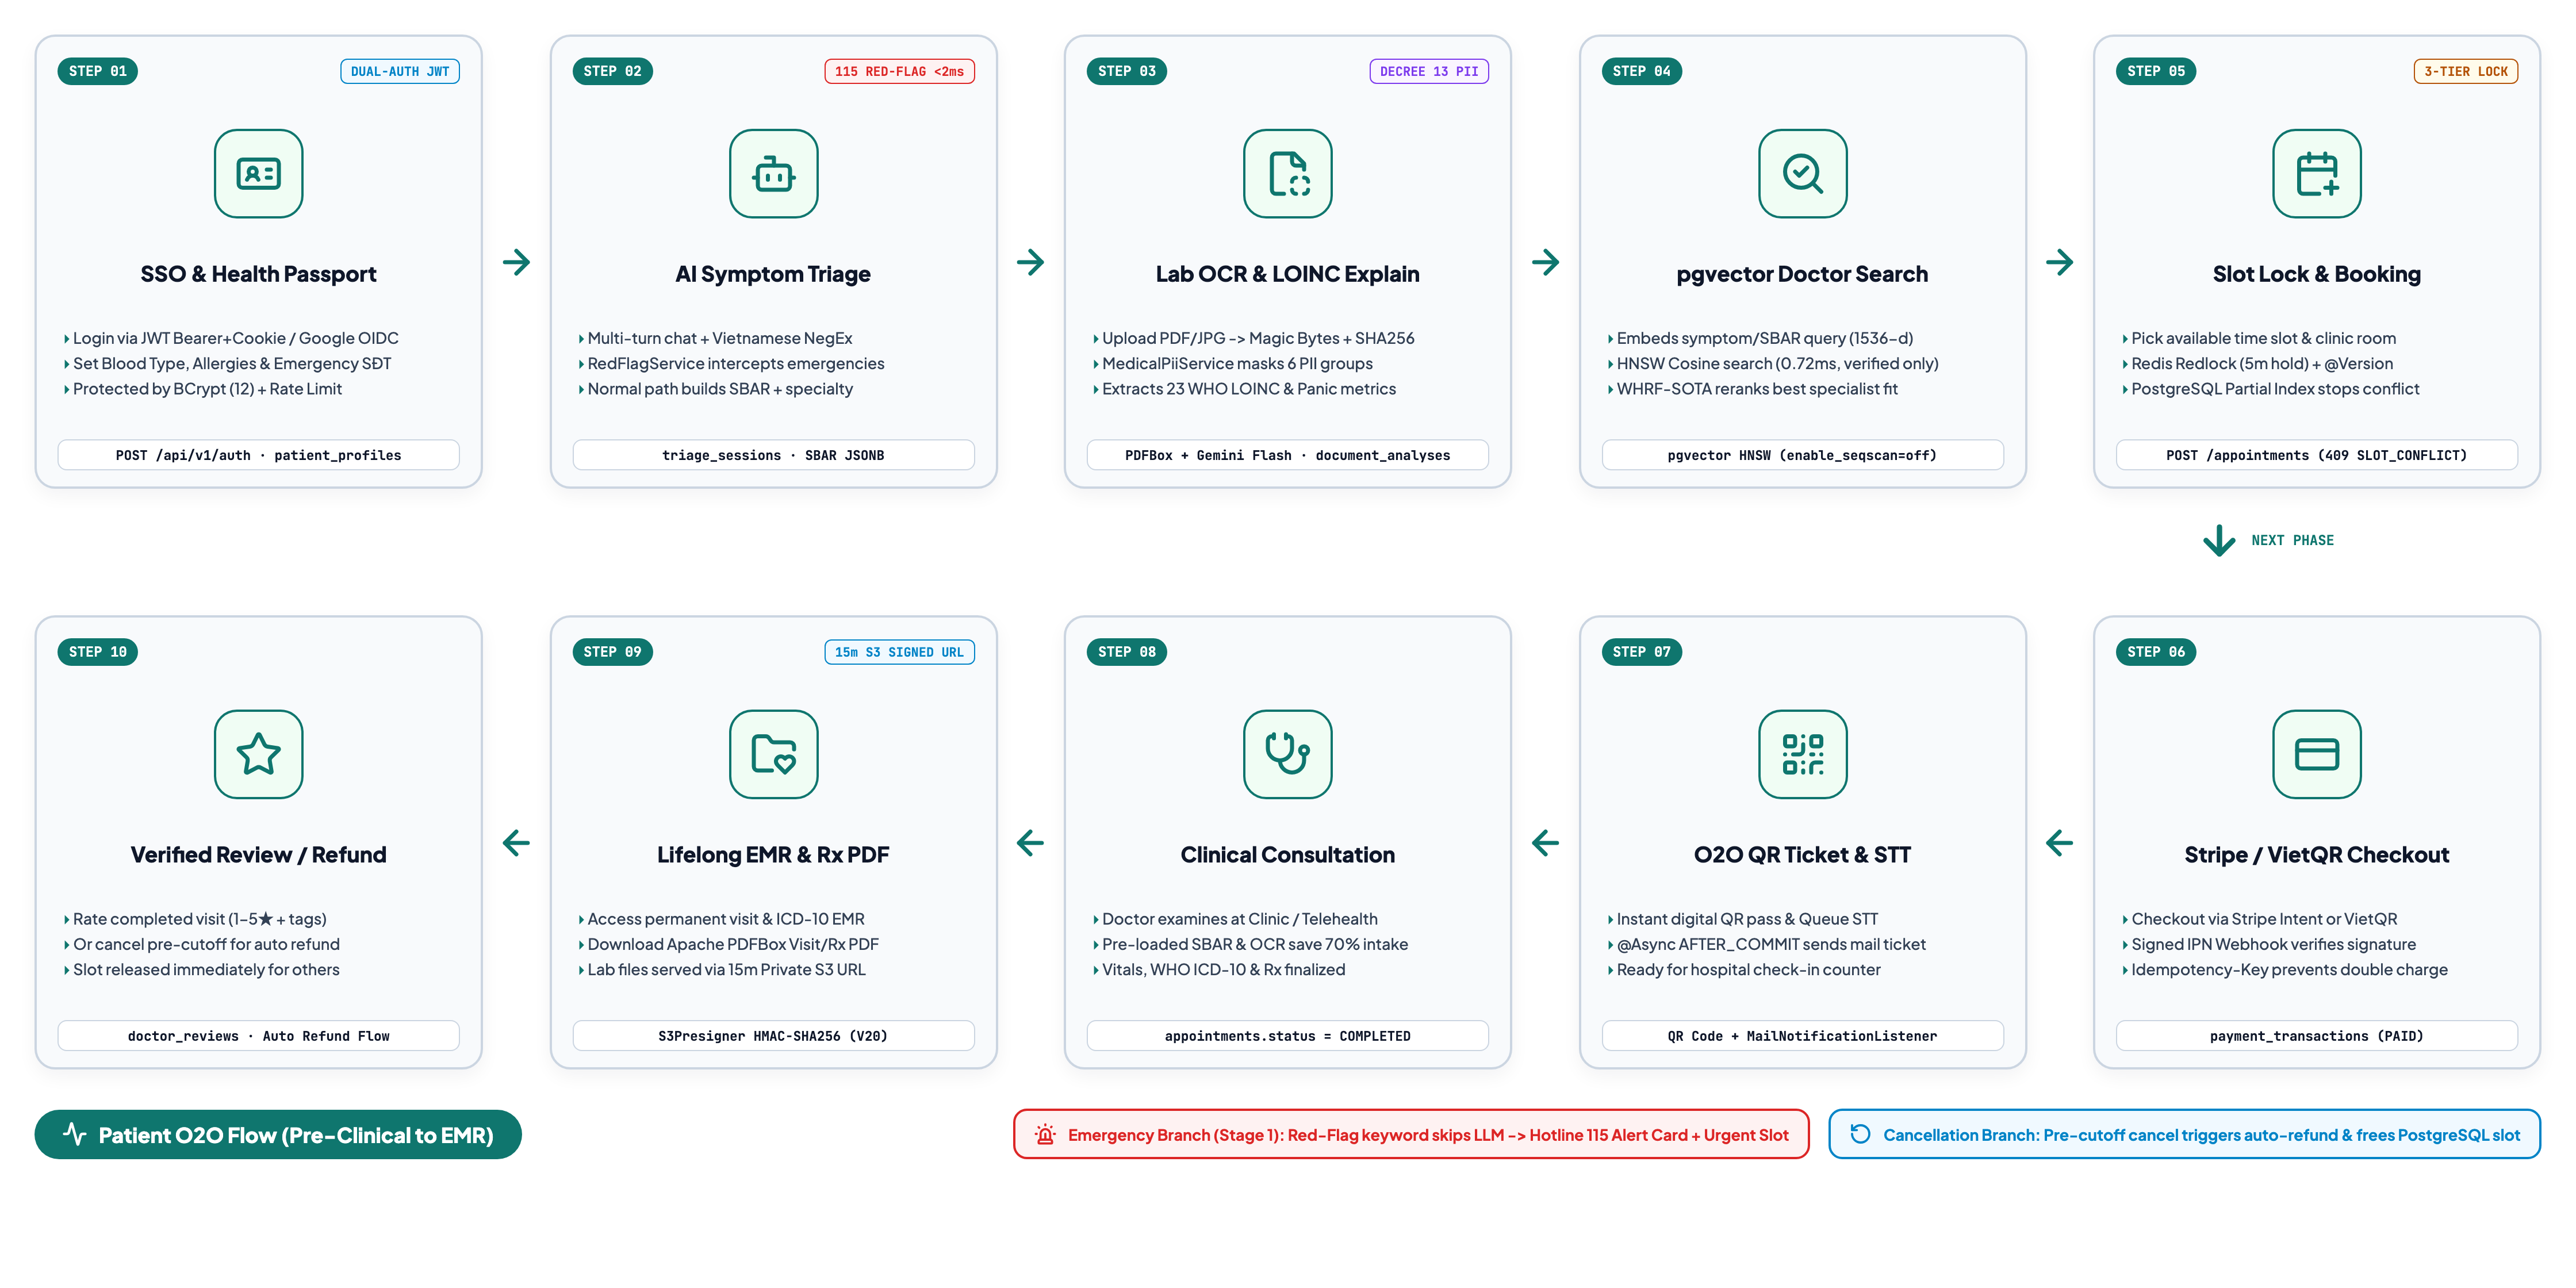 STEP 01
DUAL-AUTH JWT
SSO & Health Passport
Login via JWT Bearer+Cookie / Google OIDC
Set Blood Type, Allergies & Emergency SĐT
Protected by BCrypt (12) + Rate Limit
POST /api/v1/auth · patient_profiles
STEP 02
115 RED-FLAG <2ms
AI Symptom Triage
Multi-turn chat + Vietnamese NegEx
RedFlagService intercepts emergencies
Normal path builds SBAR + specialty
triage_sessions · SBAR JSONB
STEP 03
DECREE 13 PII
Lab OCR & LOINC Explain
Upload PDF/JPG -> Magic Bytes + SHA256
MedicalPiiService masks 6 PII groups
Extracts 23 WHO LOINC & Panic metrics
PDFBox + Gemini Flash · document_analyses
STEP 04
pgvector Doctor Search
Embeds symptom/SBAR query (1536-d)
HNSW Cosine search (0.72ms, verified only)
WHRF-SOTA reranks best specialist fit
pgvector HNSW (enable_seqscan=off)
STEP 05
3-TIER LOCK
Slot Lock & Booking
Pick available time slot & clinic room
Redis Redlock (5m hold) + @Version
PostgreSQL Partial Index stops conflict
POST /appointments (409 SLOT_CONFLICT)
NEXT PHASE
STEP 10
Verified Review / Refund
Rate completed visit (1-5★ + tags)
Or cancel pre-cutoff for auto refund
Slot released immediately for others
doctor_reviews · Auto Refund Flow
STEP 09
15m S3 SIGNED URL
Lifelong EMR & Rx PDF
Access permanent visit & ICD-10 EMR
Download Apache PDFBox Visit/Rx PDF
Lab files served via 15m Private S3 URL
S3Presigner HMAC-SHA256 (V20)
STEP 08
Clinical Consultation
Doctor examines at Clinic / Telehealth
Pre-loaded SBAR & OCR save 70% intake
Vitals, WHO ICD-10 & Rx finalized
appointments.status = COMPLETED
STEP 07
O2O QR Ticket & STT
Instant digital QR pass & Queue STT
@Async AFTER_COMMIT sends mail ticket
Ready for hospital check-in counter
QR Code + MailNotificationListener
STEP 06
Stripe / VietQR Checkout
Checkout via Stripe Intent or VietQR
Signed IPN Webhook verifies signature
Idempotency-Key prevents double charge
payment_transactions (PAID)
Patient O2O Flow (Pre-Clinical to EMR)
Emergency Branch (Stage 1): Red-Flag keyword skips LLM -> Hotline 115 Alert Card + Urgent Slot
Cancellation Branch: Pre-cutoff cancel triggers auto-refund & frees PostgreSQL slot